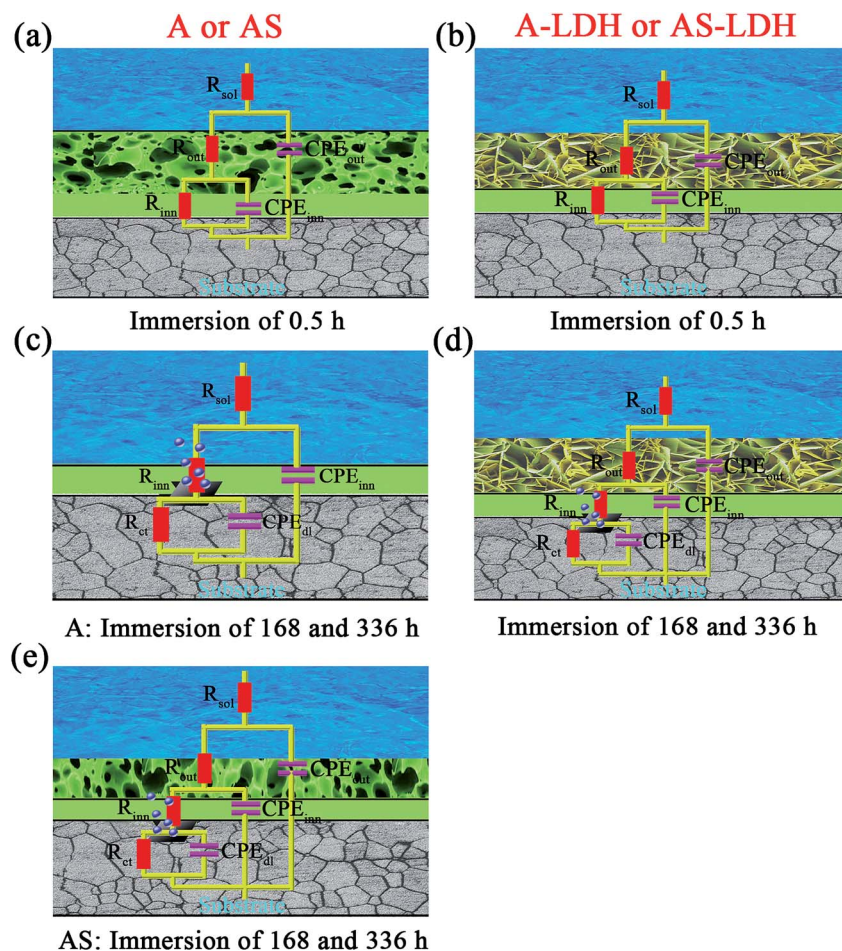 (a)
A or AS
R_sol
R_out
CPE_out
R_inn
CPE_inn
Substrate
Immersion of 0.5 h
(b)
A-LDH or AS-LDH
R_sol
R_out
CPE_out
R_inn
CPE_inn
Substrate
Immersion of 0.5 h
(c)
R_sol
R_inn
CPE_inn
R_ct
CPE_dl
Substrate
A: Immersion of 168 and 336 h
(d)
R_sol
R_out
CPE_out
R_inn
CPE_inn
R_ct
CPE_dl
Substrate
Immersion of 168 and 336 h
(e)
R_sol
R_out
CPE_out
R_inn
CPE_inn
R_ct
CPE_dl
Substrate
AS: Immersion of 168 and 336 h